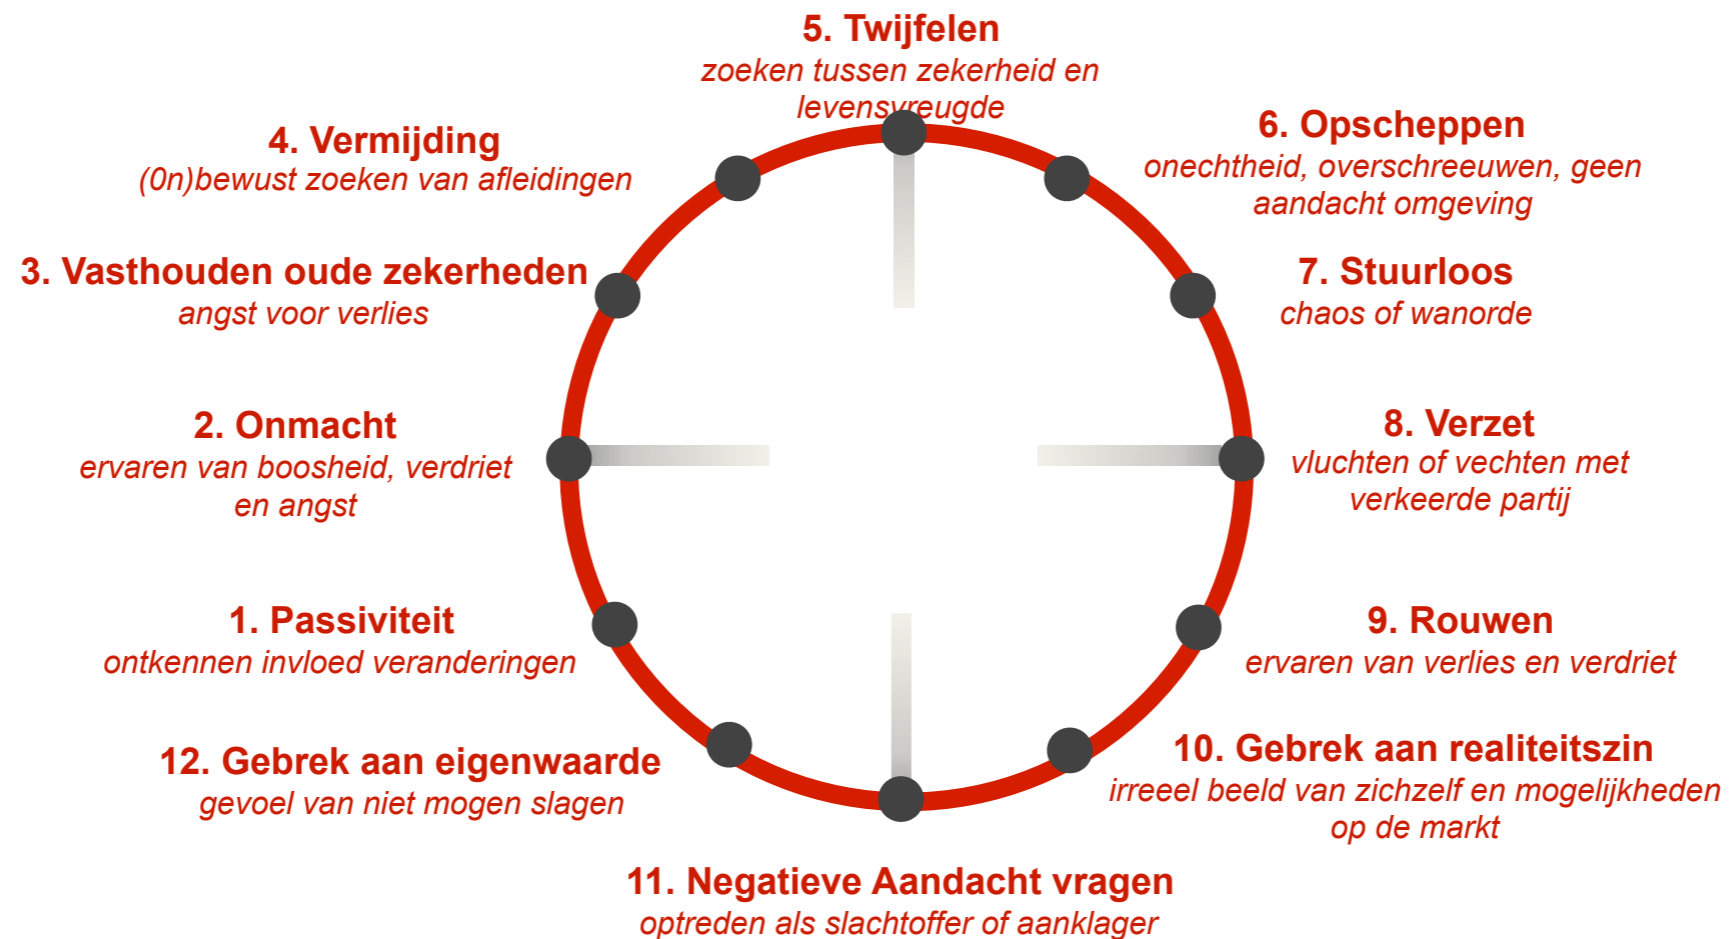 5. Twijfelen
zoeken tussen zekerheid en
levensvreugde
4. Vermijding
(0n)bewust zoeken van afleidingen
6. Opscheppen
onechtheid, overschreeuwen, geen
aandacht omgeving
3. Vasthouden oude zekerheden
angst voor verlies
7. Stuurloos
chaos of wanorde
2. Onmacht
ervaren van boosheid, verdriet
en angst
8. Verzet
vluchten of vechten met
verkeerde partij
1. Passiviteit
ontkennen invloed veranderingen
9. Rouwen
ervaren van verlies en verdriet
12. Gebrek aan eigenwaarde
gevoel van niet mogen slagen
10. Gebrek aan realiteitszin
irreeel beeld van zichzelf en mogelijkheden
op de markt
11. Negatieve Aandacht vragen
optreden als slachtoffer of aanklager